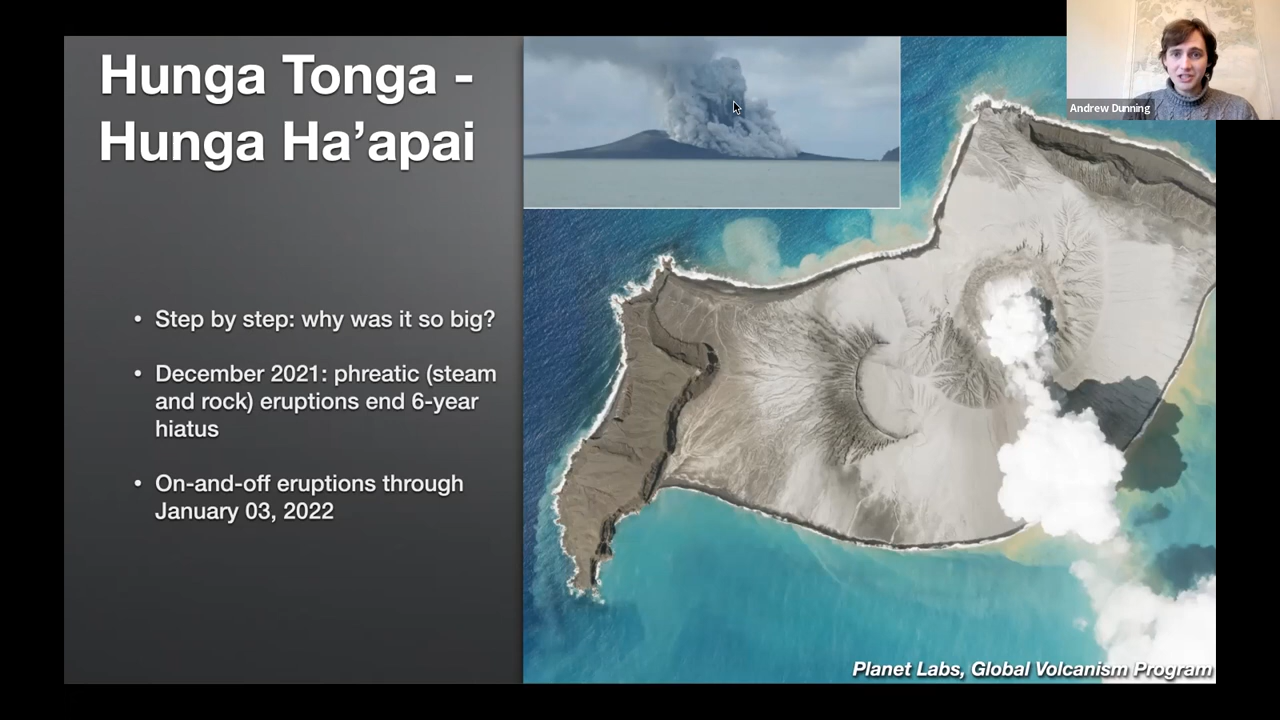 Hunga Tonga -
Hunga Ha’apai
Andrew Dunning
• Step by step: why was it so big?
• December 2021: phreatic (steam
and rock) eruptions end 6-year
hiatus
• On-and-off eruptions through
January 03, 2022
Planet Labs, Global Volcanism Program